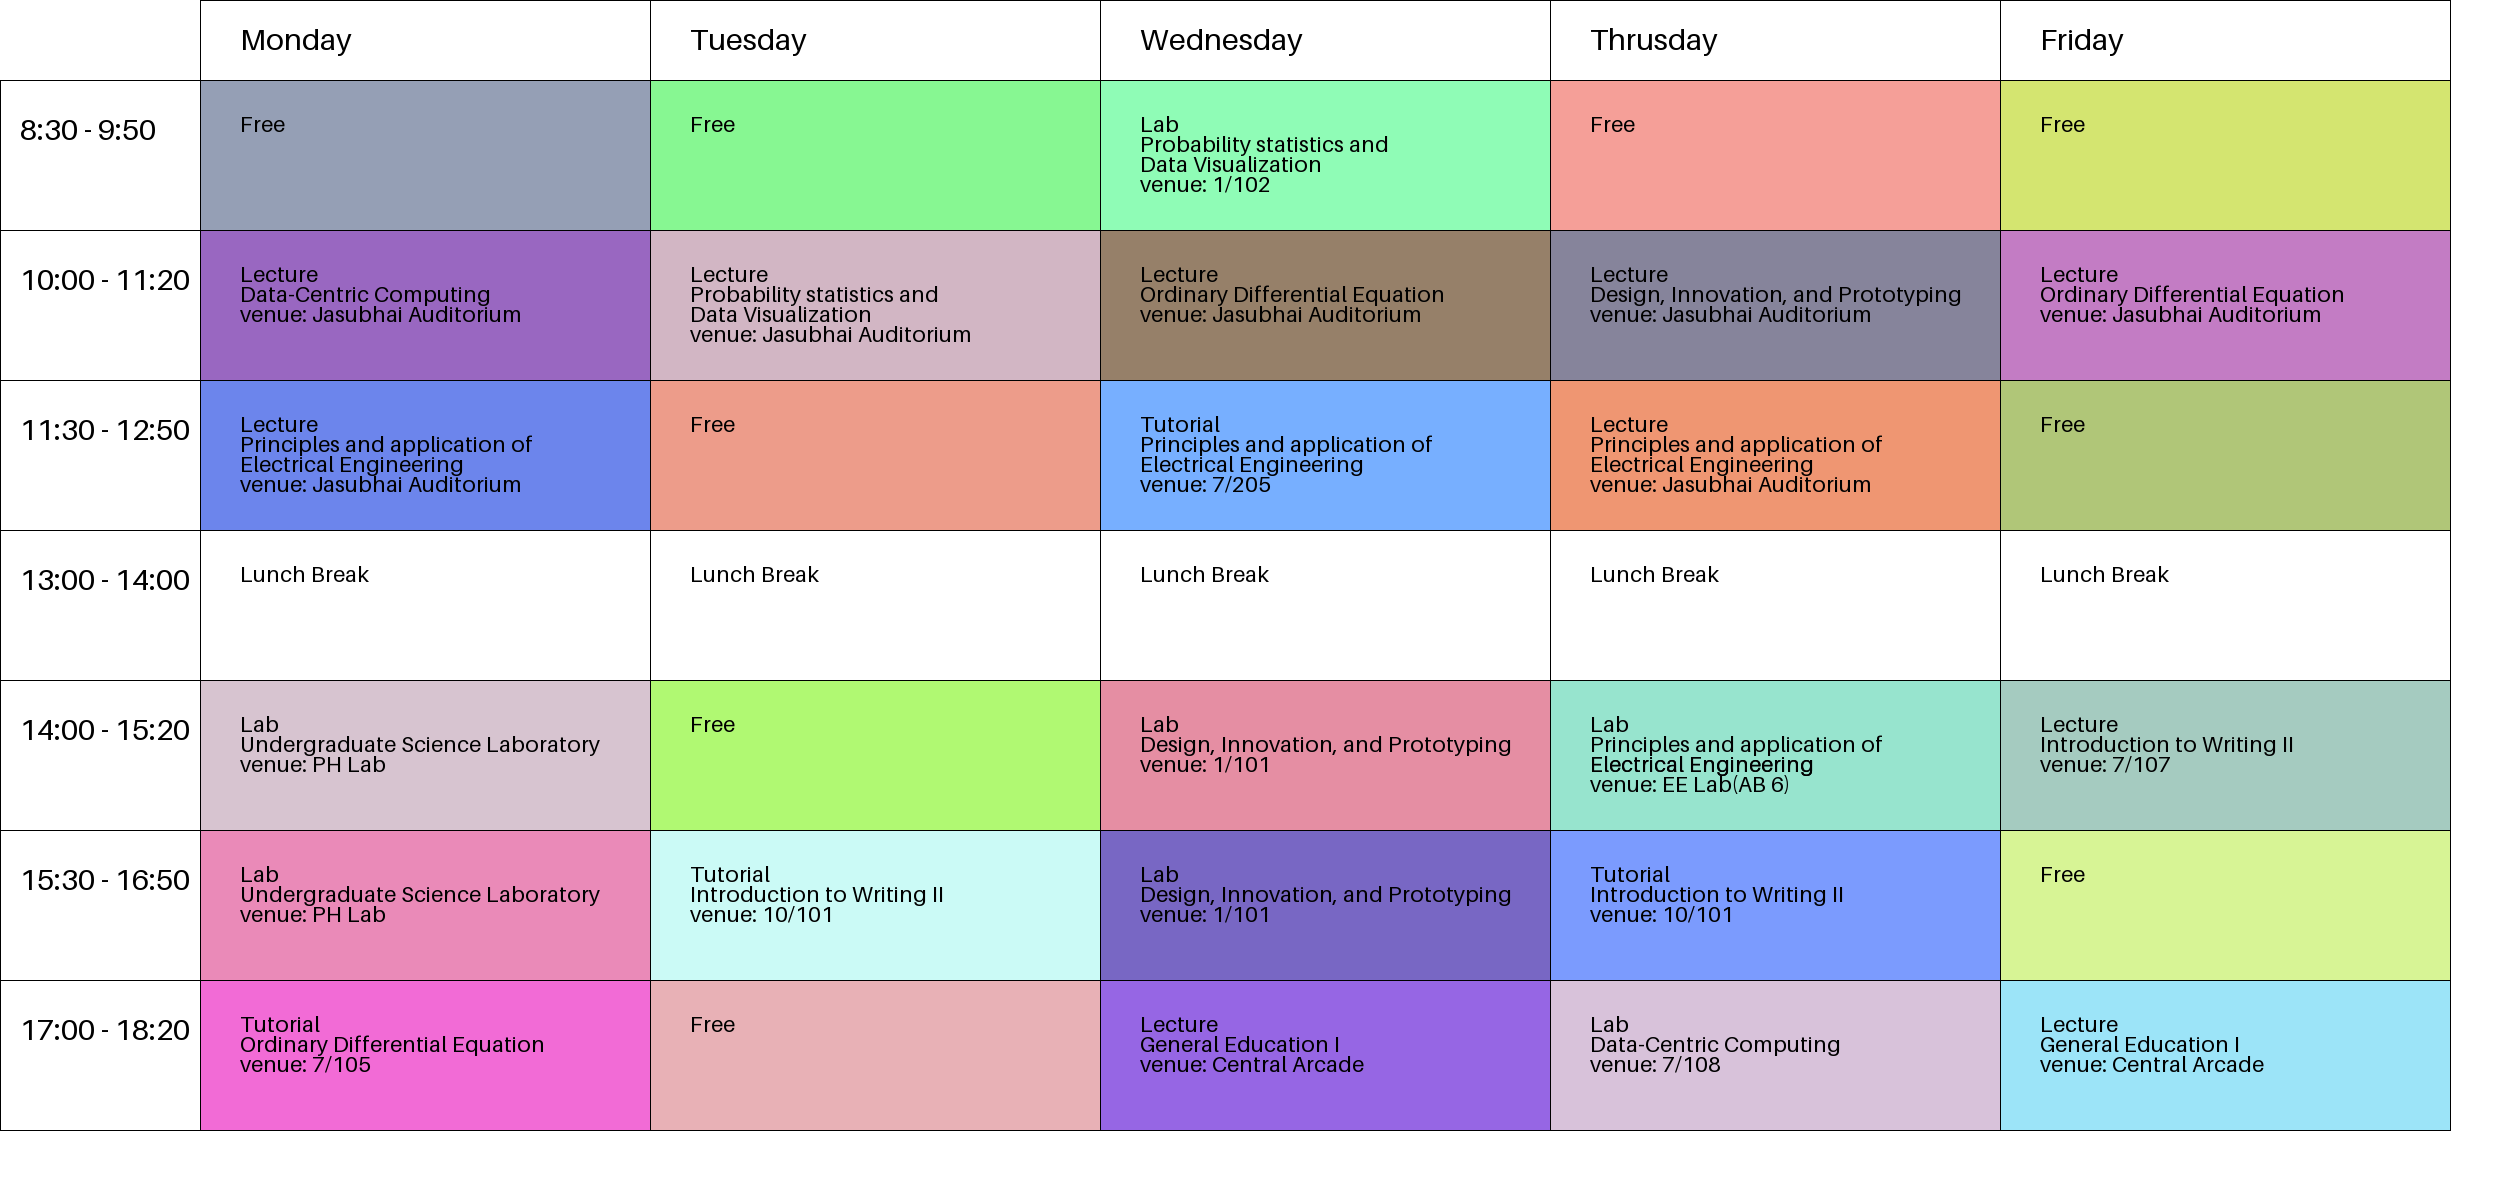 Monday
Tuesday
Wednesday
Thrusday
Friday
8:30 - 9:50
Free
Free
Lab
Probability statistics and
Data Visualization
venue: 1/102
Free
Free
10:00 - 11:20
Lecture
Data-Centric Computing
venue: Jasubhai Auditorium
Lecture
Probability statistics and
Data Visualization
venue: Jasubhai Auditorium
Lecture
Ordinary Differential Equation
venue: Jasubhai Auditorium
Lecture
Design, Innovation, and Prototyping
venue: Jasubhai Auditorium
Lecture
Ordinary Differential Equation
venue: Jasubhai Auditorium
11:30 - 12:50
Lecture
Principles and application of
Electrical Engineering
venue: Jasubhai Auditorium
Free
Tutorial
Principles and application of
Electrical Engineering
venue: 7/205
Lecture
Principles and application of
Electrical Engineering
venue: Jasubhai Auditorium
Free
13:00 - 14:00
Lunch Break
Lunch Break
Lunch Break
Lunch Break
Lunch Break
14:00 - 15:20
Lab
Undergraduate Science Laboratory
venue: PH Lab
Free
Lab
Design, Innovation, and Prototyping
venue: 1/101
Lab
Principles and application of
Electrical Engineering
venue: EE Lab(AB 6)
Lecture
Introduction to Writing II
venue: 7/107
15:30 - 16:50
Lab
Undergraduate Science Laboratory
venue: PH Lab
Tutorial
Introduction to Writing II
venue: 10/101
Lab
Design, Innovation, and Prototyping
venue: 1/101
Tutorial
Introduction to Writing II
venue: 10/101
Free
17:00 - 18:20
Tutorial
Ordinary Differential Equation
venue: 7/105
Free
Lecture
General Education I
venue: Central Arcade
Lab
Data-Centric Computing
venue: 7/108
Lecture
General Education I
venue: Central Arcade